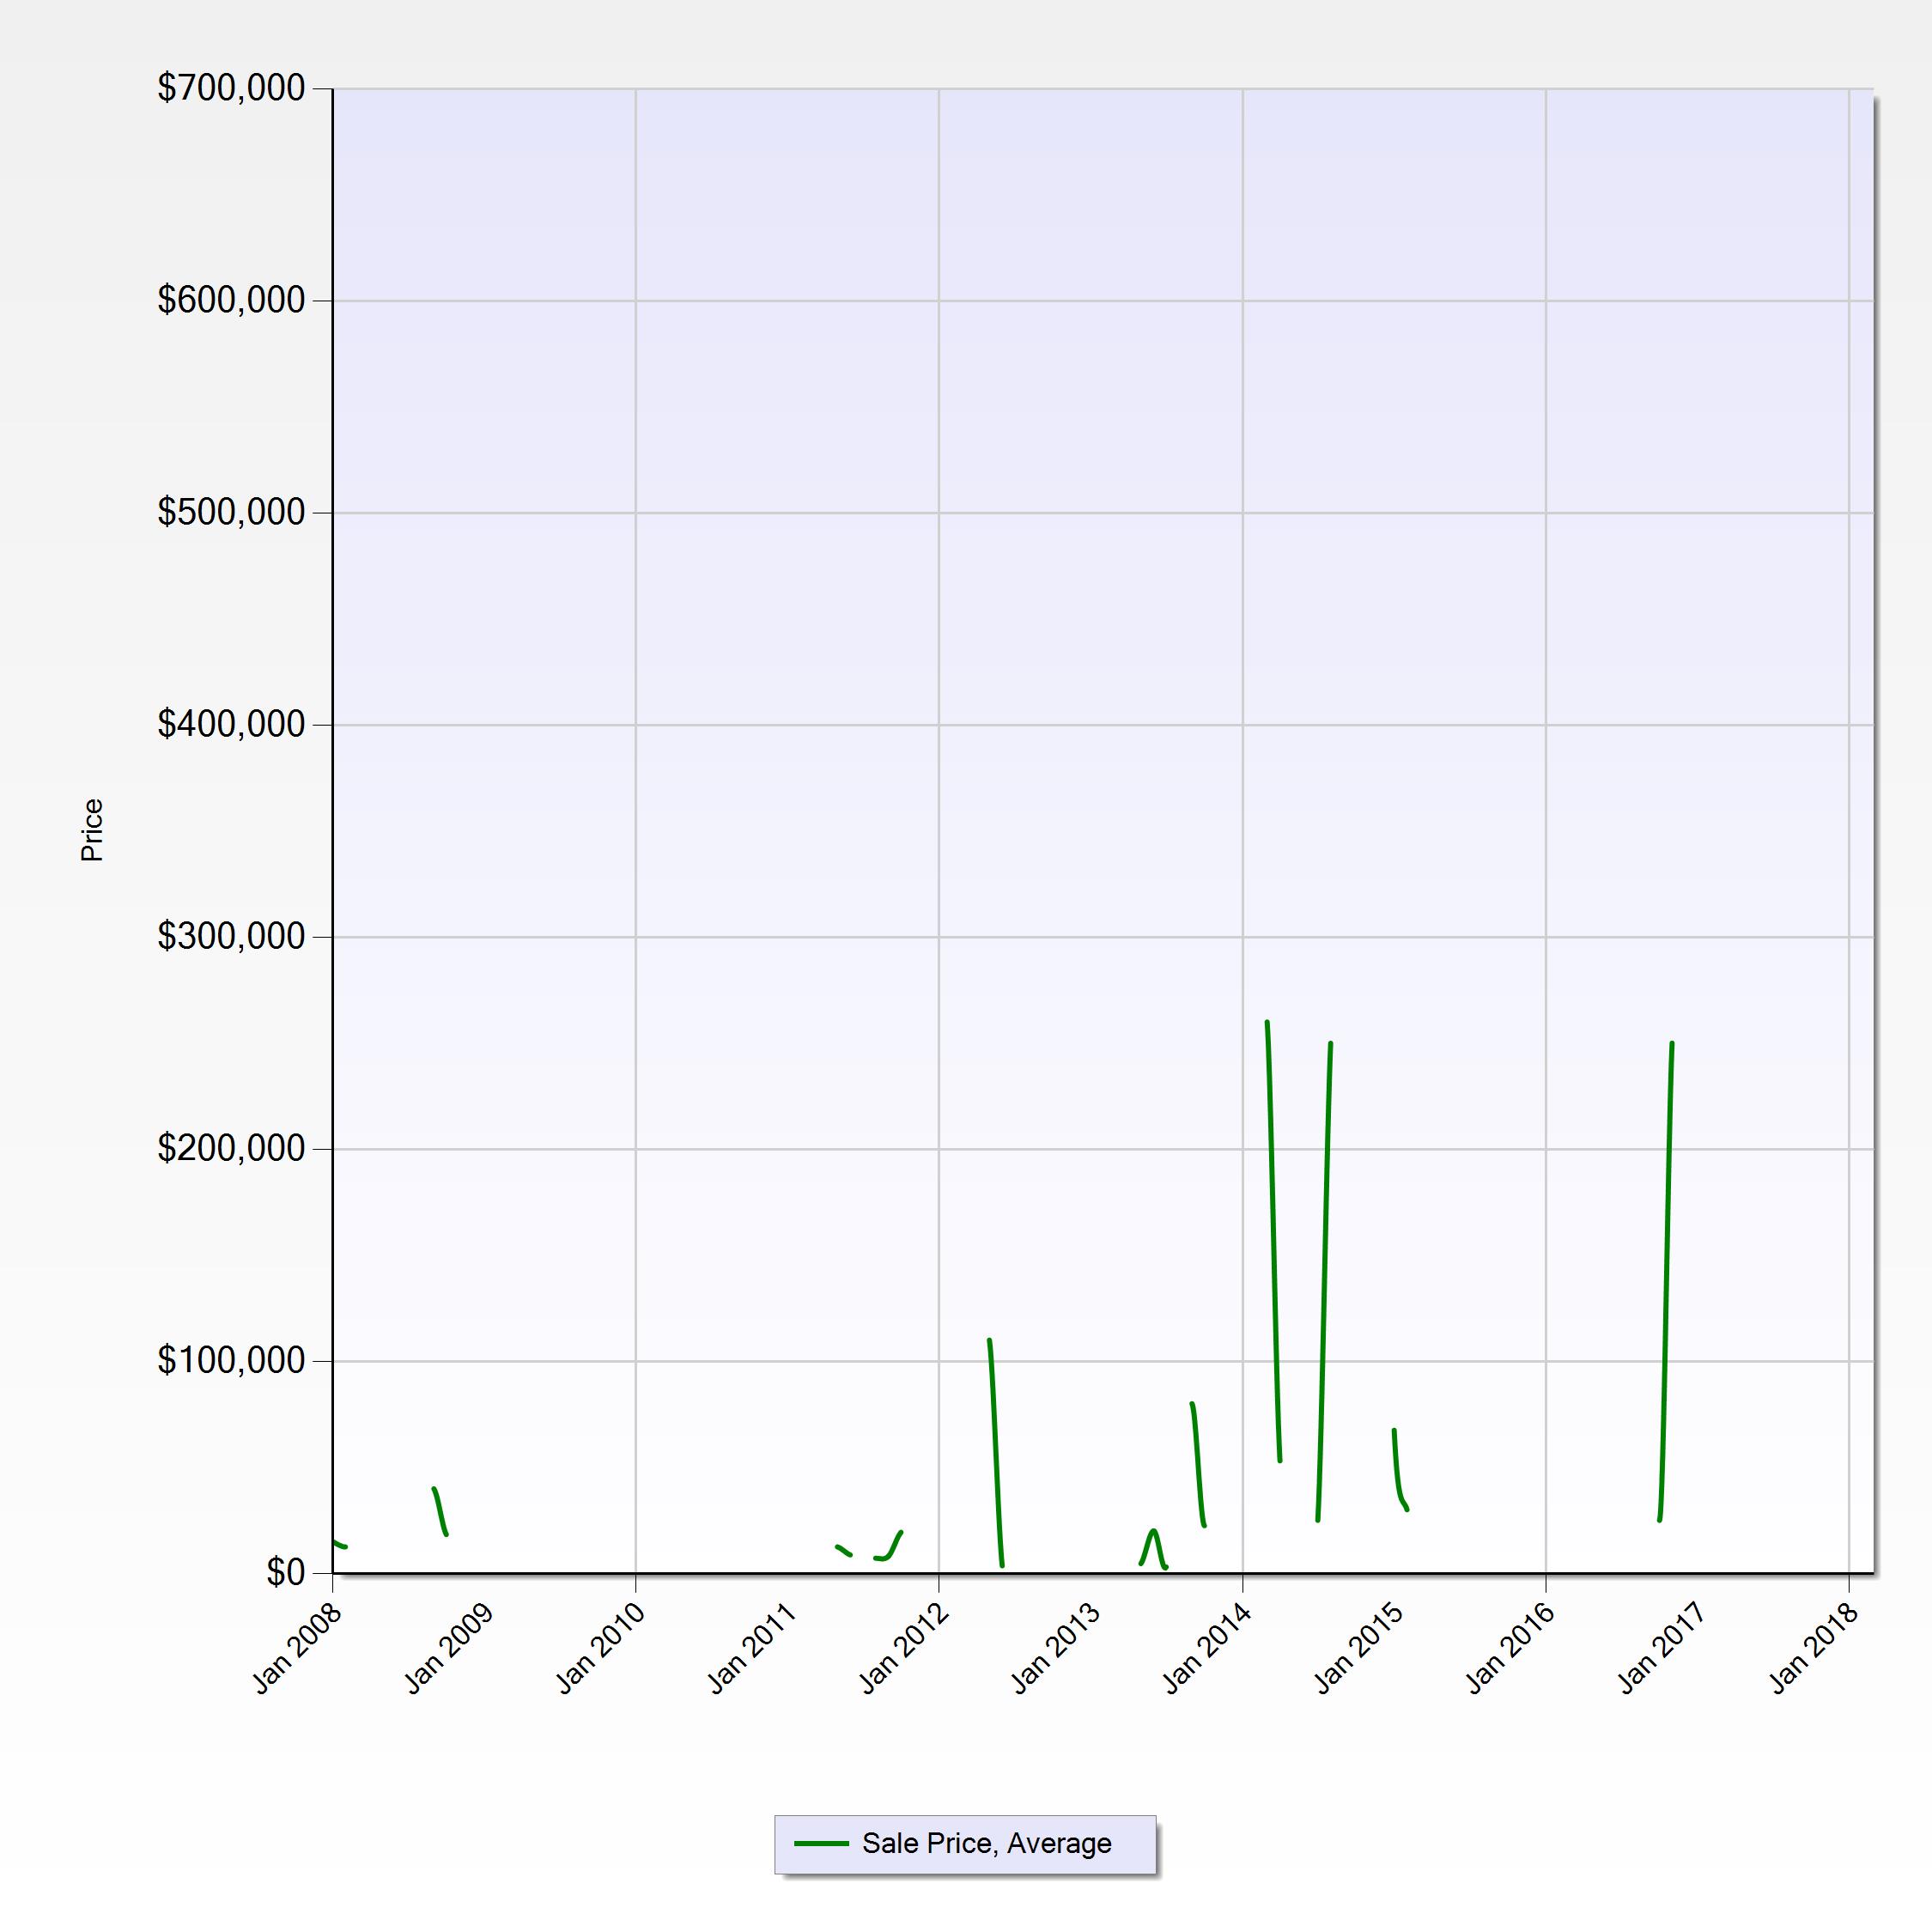 $700,000
$600,000
$500,000
$400,000
$300,000
$200,000
$100,000
$0
Price
Jan 2008
Jan 2009
Jan 2010
Jan 2011
Jan 2012
Jan 2013
Jan 2014
Jan 2015
Jan 2016
Jan 2017
Jan 2018
Sale Price, Average